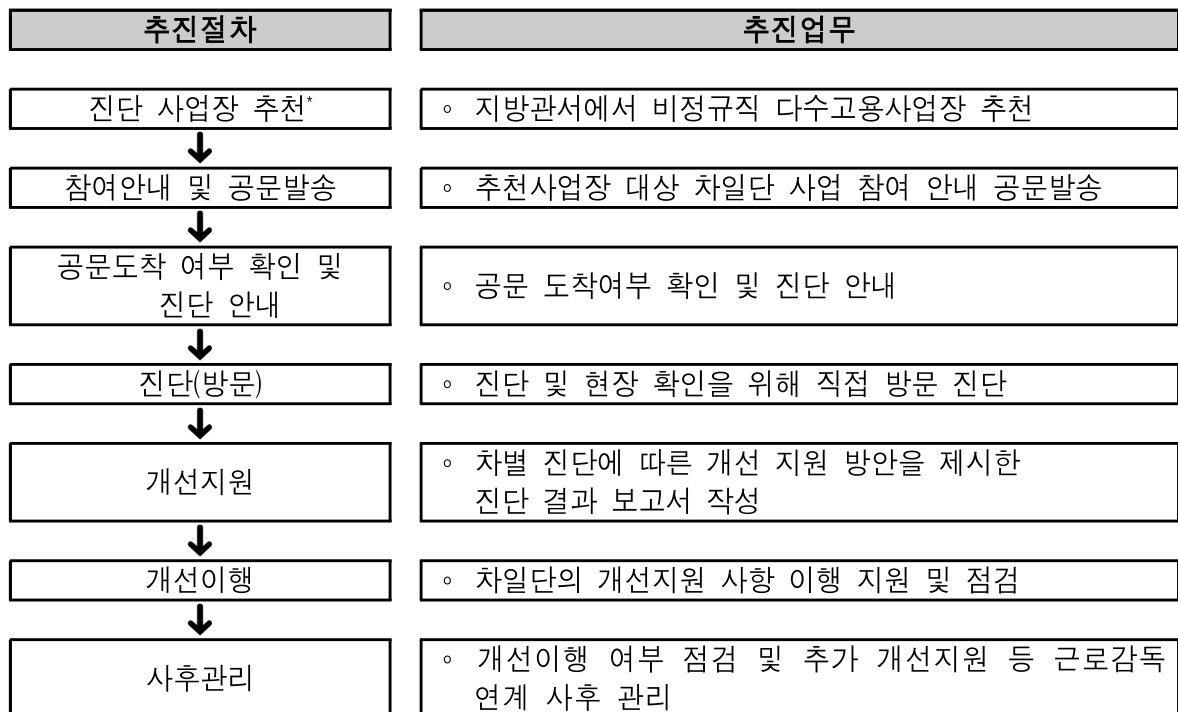 추진절차 추진업무
진단 사업장 추천* ◦ 지방관서에서 비정규직 다수고용사업장 추천
참여안내 및 공문발송 ◦ 추천사업장 대상 차일단 사업 참여 안내 공문발송
공문도착 여부 확인 및
진단 안내
◦ 공문 도착여부 확인 및 진단 안내
진단(방문) ◦ 진단 및 현장 확인을 위해 직접 방문 진단
개선지원
◦ 차별 진단에 따른 개선 지원 방안을 제시한
진단 결과 보고서 작성
개선이행 ◦ 차일단의 개선지원 사항 이행 지원 및 점검
사후관리
◦ 개선이행 여부 점검 및 추가 개선지원 등 근로감독
연계 사후 관리